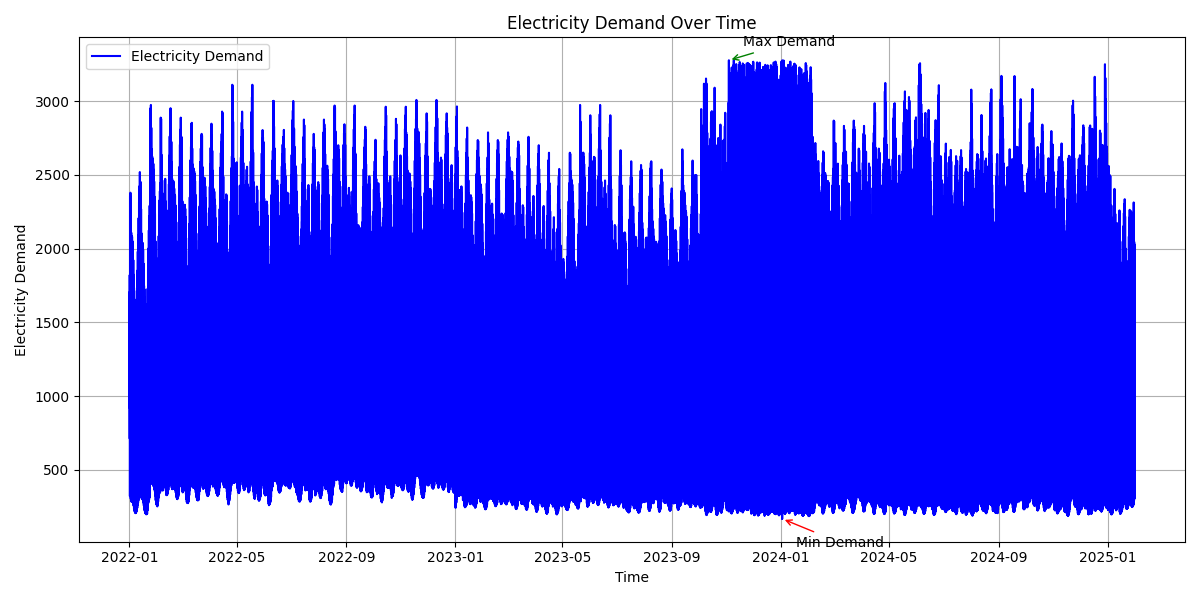 Electricity Demand Over Time
Max Demand
Electricity Demand
3000
2500
2000
1500
1000
500
Electricity Demand
Min Demand
2022-01
2022-05
2022-09
2023-01
2023-05
2023-09
2024-01
2024-05
2024-09
2025-01
Time